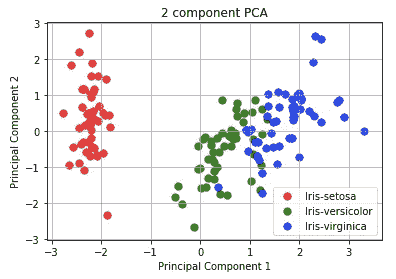 2 component PCA
Principal Component 2
3
2
1
0
−1
−2
−3
Iris-setosa
Iris-versicolor
Iris-virginica
−3 −2 −1 0 1 2 3
Principal Component 1